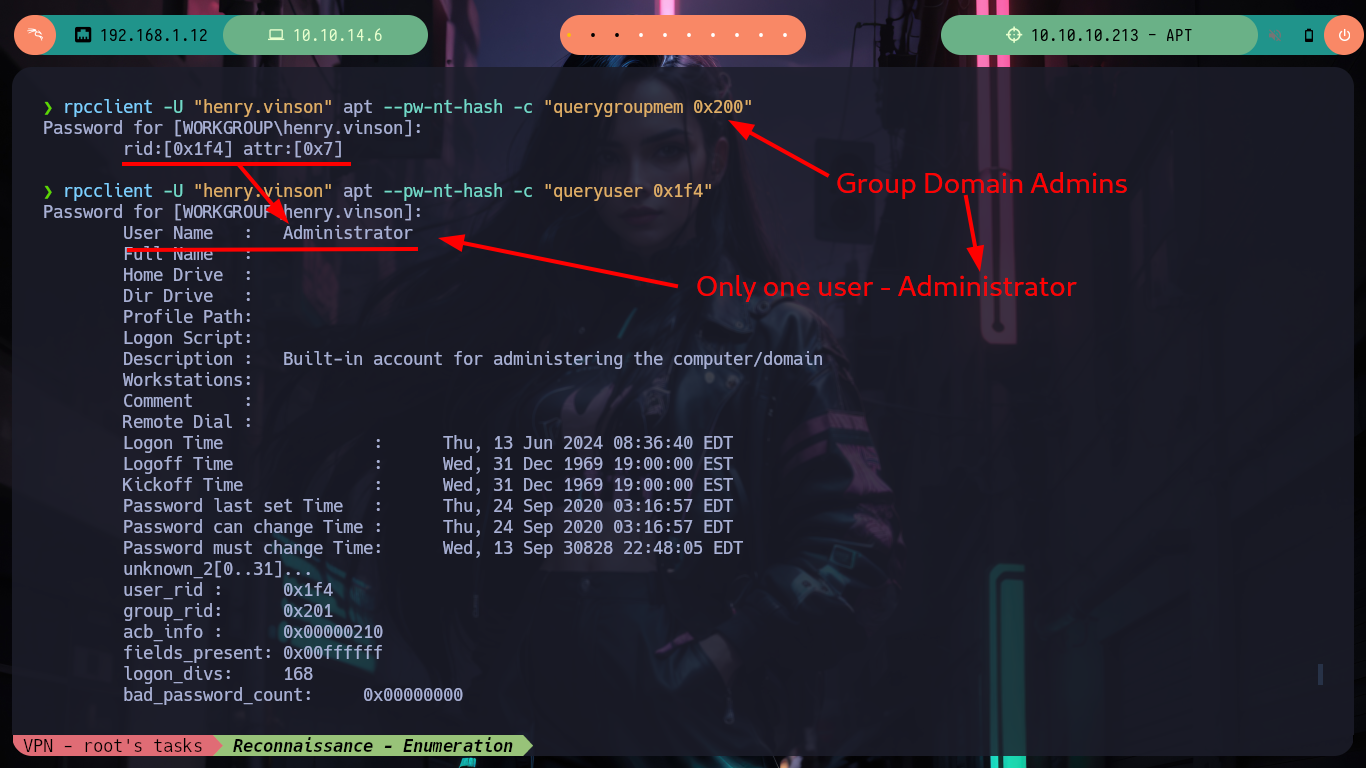 192.168.1.12 10.10.14.6 10.10.10.213 - APT
❯ rpcclient -U "henry.vinson" apt --pw-nt-hash -c "querygroupmem 0x200"
Password for [WORKGROUP\henry.vinson]:
rid:[0x1f4] attr:[0x7]
Group Domain Admins
❯ rpcclient -U "henry.vinson" apt --pw-nt-hash -c "queryuser 0x1f4"
Password for [WORKGROUP\henry.vinson]:
User Name   :   Administrator
Full Name   :
Home Drive  :
Only one user - Administrator
Dir Drive   :
Profile Path:
Logon Script:
Description :   Built-in account for administering the computer/domain
Workstations:
Comment     :
Remote Dial :
Logon Time               :      Thu, 13 Jun 2024 08:36:40 EDT
Logoff Time              :      Wed, 31 Dec 1969 19:00:00 EST
Kickoff Time             :      Wed, 31 Dec 1969 19:00:00 EST
Password last set Time   :      Thu, 24 Sep 2020 03:16:57 EDT
Password can change Time :      Thu, 24 Sep 2020 03:16:57 EDT
Password must change Time:      Wed, 13 Sep 30828 22:48:05 EDT
unknown_2[0..31]...
user_rid :      0x1f4
group_rid:      0x201
acb_info :      0x00000210
fields_present: 0x00ffffff
logon_divs:     168
bad_password_count:     0x00000000
VPN - root's tasks Reconnaissance - Enumeration